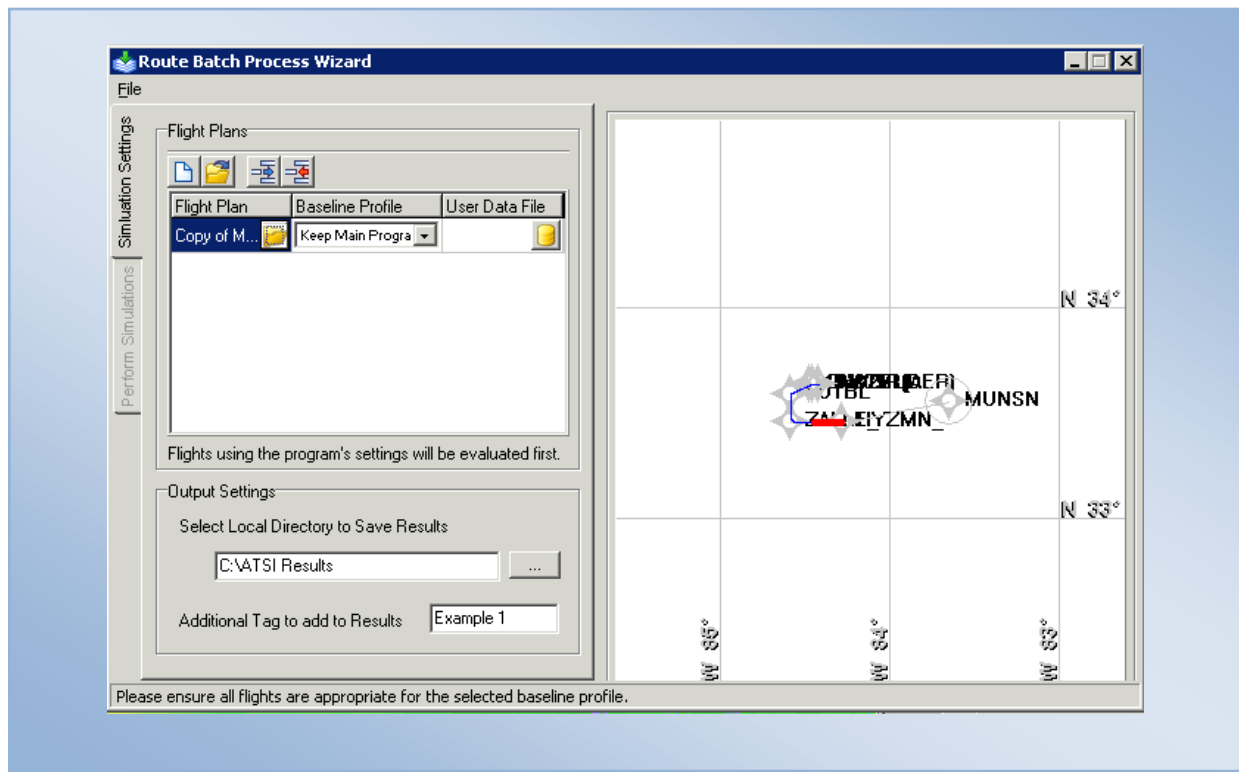 Route Batch Process Wizard
File
Simluation Settings
Perform Simulations
Flight Plans
Flight Plan Baseline Profile User Data File
Copy of M... Keep Main Progra
Flights using the program's settings will be evaluated first.
Output Settings
Select Local Directory to Save Results
C:\ATSI Results ...
Additional Tag to add to Results Example 1
N 34°
MUNSN
N 33°
W 85° W 84° W 83°
Please ensure all flights are appropriate for the selected baseline profile.